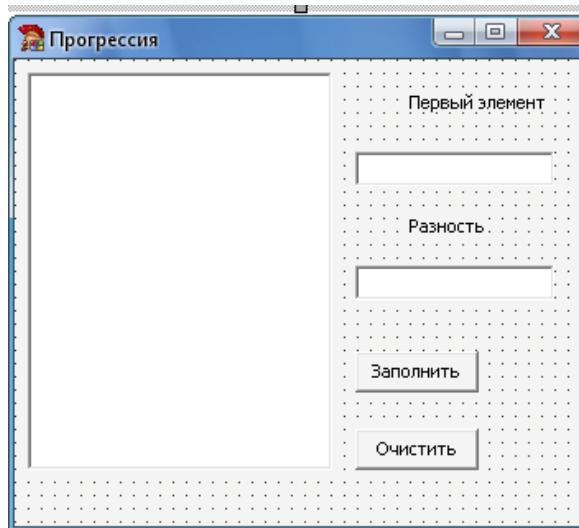 Прогрессия
Первый элемент
Разность
Заполнить
Очистить